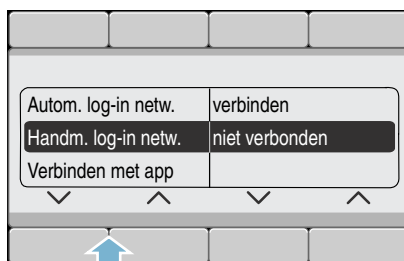 Autom. log-in netw. verbinden
Handm. log-in netw. niet verbonden
Verbinden met app